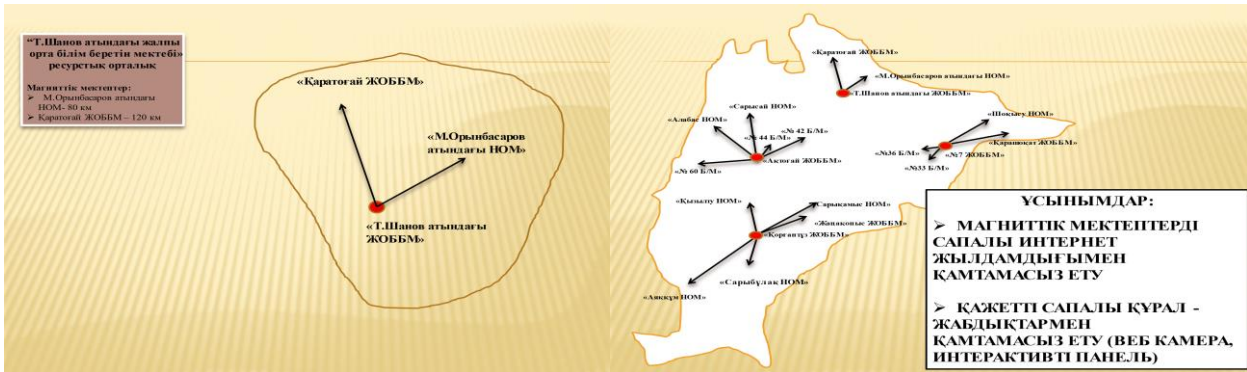 “Т.Шанов атындағы жалпы
орта білім беретін мектебі»
ресурстық орталық
Магниттік мектептер:
➢ М.Орынбасаров атындағы
НОМ- 80 км
➢ Қаратоғай ЖОББМ – 120 км
«Қаратоғай ЖОББМ»
«М.Орынбасаров
атындағы НОМ»
«Т.Шанов атындағы
ЖОББМ»
«Қаратоғай ЖОББМ»
«М.Орынбасаров атындағы НОМ»
«Т.Шанов атындағы ЖОББМ»
«Сарысай НОМ»
«Алабас НОМ»
«№ 44 Б/М»
«№ 42 Б/М»
«№ 60 Б/М»
«Ақтоғай ЖОББМ»
«Шоқысу НОМ»
«Қарашоқат ЖОББМ»
«№36 Б/М»
«№7 ЖОББМ»
«№35 Б/М»
«Қызылту НОМ»
«Сарықамыс НОМ»
«Жаңақоныс ЖОББМ»
«Қорғантұз ЖОББМ»
«Сарыбұлақ НОМ»
«Аяққұм НОМ»
ҰСЫНЫМДАР:
➢ МАГНИТТІК МЕКТЕПТЕРДІ
САПАЛЫ ИНТЕРНЕТ
ЖЫЛДАМДЫҒЫМЕН
ҚАМТАМАСЫЗ ЕТУ
➢ ҚАЖЕТТІ САПАЛЫ ҚҰРАЛ -
ЖАБДЫҚТАРМЕН
ҚАМТАМАСЫЗ ЕТУ (ВЕБ КАМЕРА,
ИНТЕРАКТИВТІ ПАНЕЛЬ)